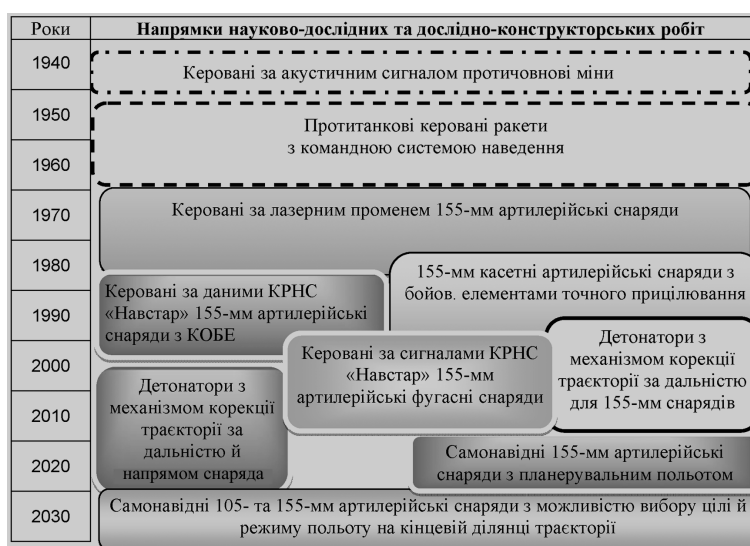 Роки
Напрямки науково-дослідних та дослідно-конструкторських робіт
1940
Керовані за акустичним сигналом протичовнові міни
1950
Протитанкові керовані ракети
з командною системою наведення
1960
1970
Керовані за лазерним променем 155-мм артилерійські снаряди
1980
155-мм касетні артилерійські снаряди з
бойов. елементами точного прицілювання
Керовані за даними КРНС
«Навстар» 155-мм артилерійські
снаряди з КОБЕ
1990
Керовані за сигналами КРНС
«Навстар» 155-мм
артилерійські фугасні снаряди
Детонатори з
механізмом корекції
траєкторії за дальністю
для 155-мм снарядів
2000
Детонатори з
механізмом корекції
траєкторії за
дальністю й
напрямом снаряда
2010
2020
Самонавідні 155-мм артилерійські
снаряди з планерувальним польотом
2030
Самонавідні 105- та 155-мм артилерійські снаряди з можливістю вибору цілі й
режиму польоту на кінцевій ділянці траєкторії